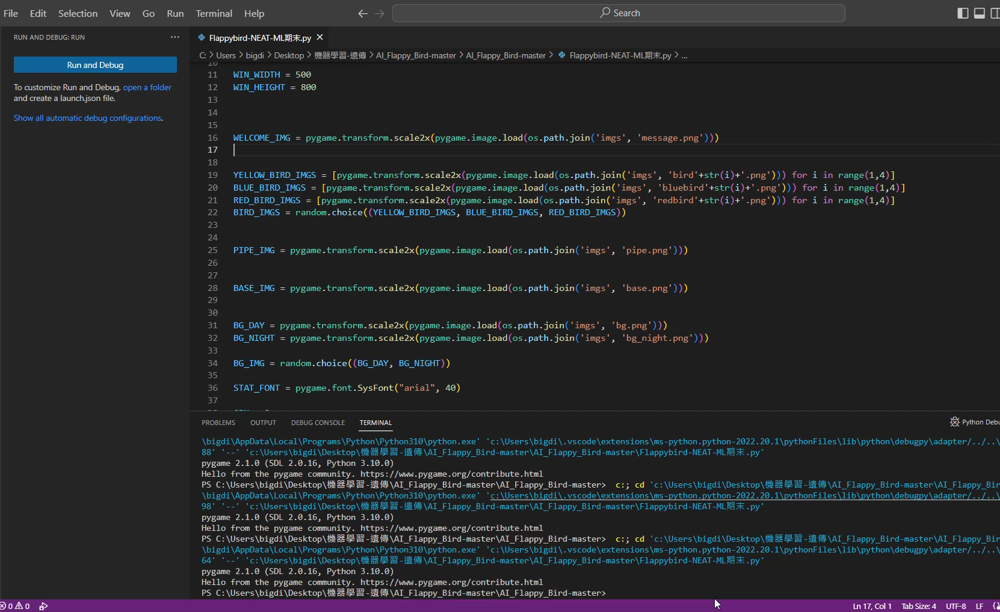 File Edit Selection View Go Run Terminal Help
Search
RUN AND DEBUG: RUN
Run and Debug
To customize Run and Debug, open a folder
and create a launch.json file.
Show all automatic debug configurations.
Flappybird-NEAT-ML期末.py
C: > Users > bigdi > Desktop > 機器學習-遺傳 > AI_Flappy_Bird-master > AI_Flappy_Bird-master > Flappybird-NEAT-ML期末.py > ...
10
11 WIN_WIDTH = 500
12 WIN_HEIGHT = 800
13
14
15
16 WELCOME_IMG = pygame.transform.scale2x(pygame.image.load(os.path.join('imgs', 'message.png')))
17
18
19 YELLOW_BIRD_IMGS = [pygame.transform.scale2x(pygame.image.load(os.path.join('imgs', 'bird'+str(i)+'.png'))) for i in range(1,4)]
20 BLUE_BIRD_IMGS = [pygame.transform.scale2x(pygame.image.load(os.path.join('imgs', 'bluebird'+str(i)+'.png'))) for i in range(1,4)]
21 RED_BIRD_IMGS = [pygame.transform.scale2x(pygame.image.load(os.path.join('imgs', 'redbird'+str(i)+'.png'))) for i in range(1,4)]
22 BIRD_IMGS = random.choice((YELLOW_BIRD_IMGS, BLUE_BIRD_IMGS, RED_BIRD_IMGS))
23
24
25 PIPE_IMG = pygame.transform.scale2x(pygame.image.load(os.path.join('imgs', 'pipe.png')))
26
27
28 BASE_IMG = pygame.transform.scale2x(pygame.image.load(os.path.join('imgs', 'base.png')))
29
30
31 BG_DAY = pygame.transform.scale2x(pygame.image.load(os.path.join('imgs', 'bg.png')))
32 BG_NIGHT = pygame.transform.scale2x(pygame.image.load(os.path.join('imgs', 'bg_night.png')))
33
34 BG_IMG = random.choice((BG_DAY, BG_NIGHT))
35
36 STAT_FONT = pygame.font.SysFont("arial", 40)
37
PROBLEMS OUTPUT DEBUG CONSOLE TERMINAL
Python Debu
\bigdi\AppData\Local\Programs\Python\Python310\python.exe' 'c:\Users\bigdi\.vscode\extensions\ms-python.python-2022.20.1\pythonFiles\lib\python\debugpy\adapter/../..\
88' '--' 'c:\Users\bigdi\Desktop\機器學習-遺傳\AI_Flappy_Bird-master\AI_Flappy_Bird-master\Flappybird-NEAT-ML期末.py'
pygame 2.1.0 (SDL 2.0.16, Python 3.10.0)
Hello from the pygame community. https://www.pygame.org/contribute.html
PS C:\Users\bigdi\Desktop\機器學習-遺傳\AI_Flappy_Bird-master\AI_Flappy_Bird-master> c:; cd 'c:\Users\bigdi\Desktop\機器學習-遺傳\AI_Flappy_Bird-master\AI_Flappy_Bir
\bigdi\AppData\Local\Programs\Python\Python310\python.exe' 'c:\Users\bigdi\.vscode\extensions\ms-python.python-2022.20.1\pythonFiles\lib\python\debugpy\adapter/../..\
98' '--' 'c:\Users\bigdi\Desktop\機器學習-遺傳\AI_Flappy_Bird-master\AI_Flappy_Bird-master\Flappybird-NEAT-ML期末.py'
pygame 2.1.0 (SDL 2.0.16, Python 3.10.0)
Hello from the pygame community. https://www.pygame.org/contribute.html
PS C:\Users\bigdi\Desktop\機器學習-遺傳\AI_Flappy_Bird-master\AI_Flappy_Bird-master> c:; cd 'c:\Users\bigdi\Desktop\機器學習-遺傳\AI_Flappy_Bird-master\AI_Flappy_Bir
\bigdi\AppData\Local\Programs\Python\Python310\python.exe' 'c:\Users\bigdi\.vscode\extensions\ms-python.python-2022.20.1\pythonFiles\lib\python\debugpy\adapter/../..\
64' '--' 'c:\Users\bigdi\Desktop\機器學習-遺傳\AI_Flappy_Bird-master\AI_Flappy_Bird-master\Flappybird-NEAT-ML期末.py'
pygame 2.1.0 (SDL 2.0.16, Python 3.10.0)
Hello from the pygame community. https://www.pygame.org/contribute.html
PS C:\Users\bigdi\Desktop\機器學習-遺傳\AI_Flappy_Bird-master\AI_Flappy_Bird-master>
0 0 Ln 17, Col 1 Tab Size: 4 UTF-8 LF